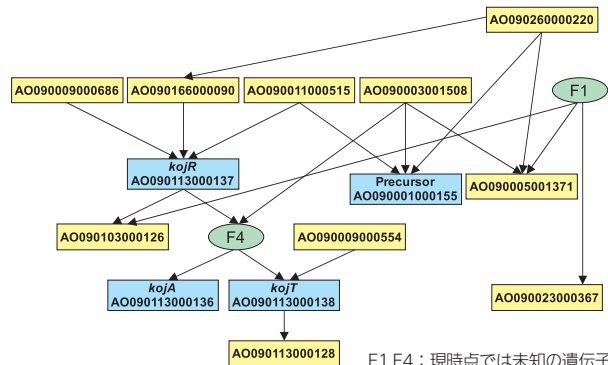 AO090260000220
AO090009000686
AO090166000090
AO090011000515
AO090003001508
F1
kojR
AO090113000137
Precursor
AO090001000155
AO090005001371
AO090103000126
F4
AO090009000554
kojA
AO090113000136
kojT
AO090113000138
AO090023000367
AO090113000128
F1,F4：現時点では未知の遺伝子